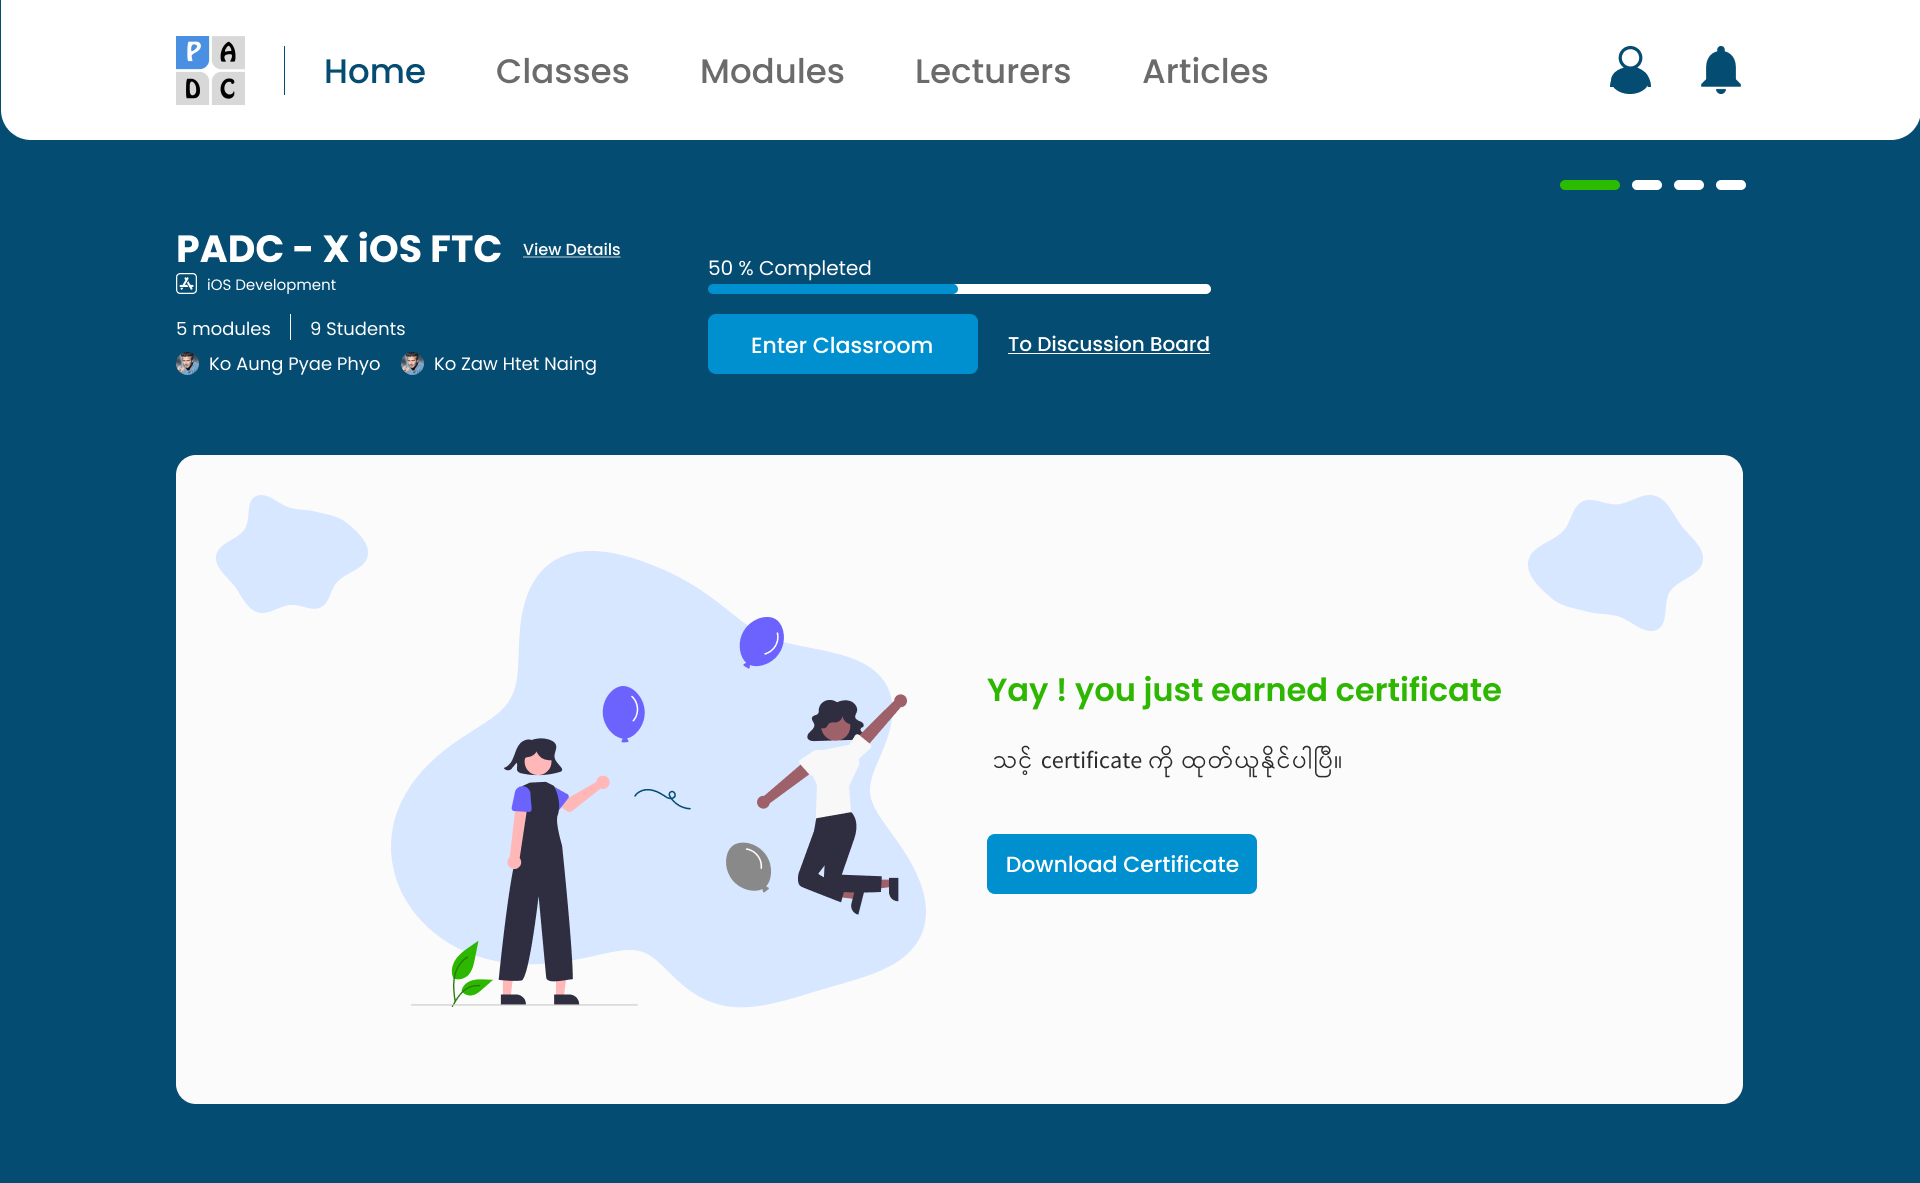 P A
D C
Home Classes Modules Lecturers Articles
PADC - X iOS FTC View Details
iOS Development
5 modules 9 Students
Ko Aung Pyae Phyo Ko Zaw Htet Naing
50 % Completed
Enter Classroom To Discussion Board
Yay ! you just earned certificate
သင့် certificate ကို ထုတ်ယူနိုင်ပါပြီ။
Download Certificate